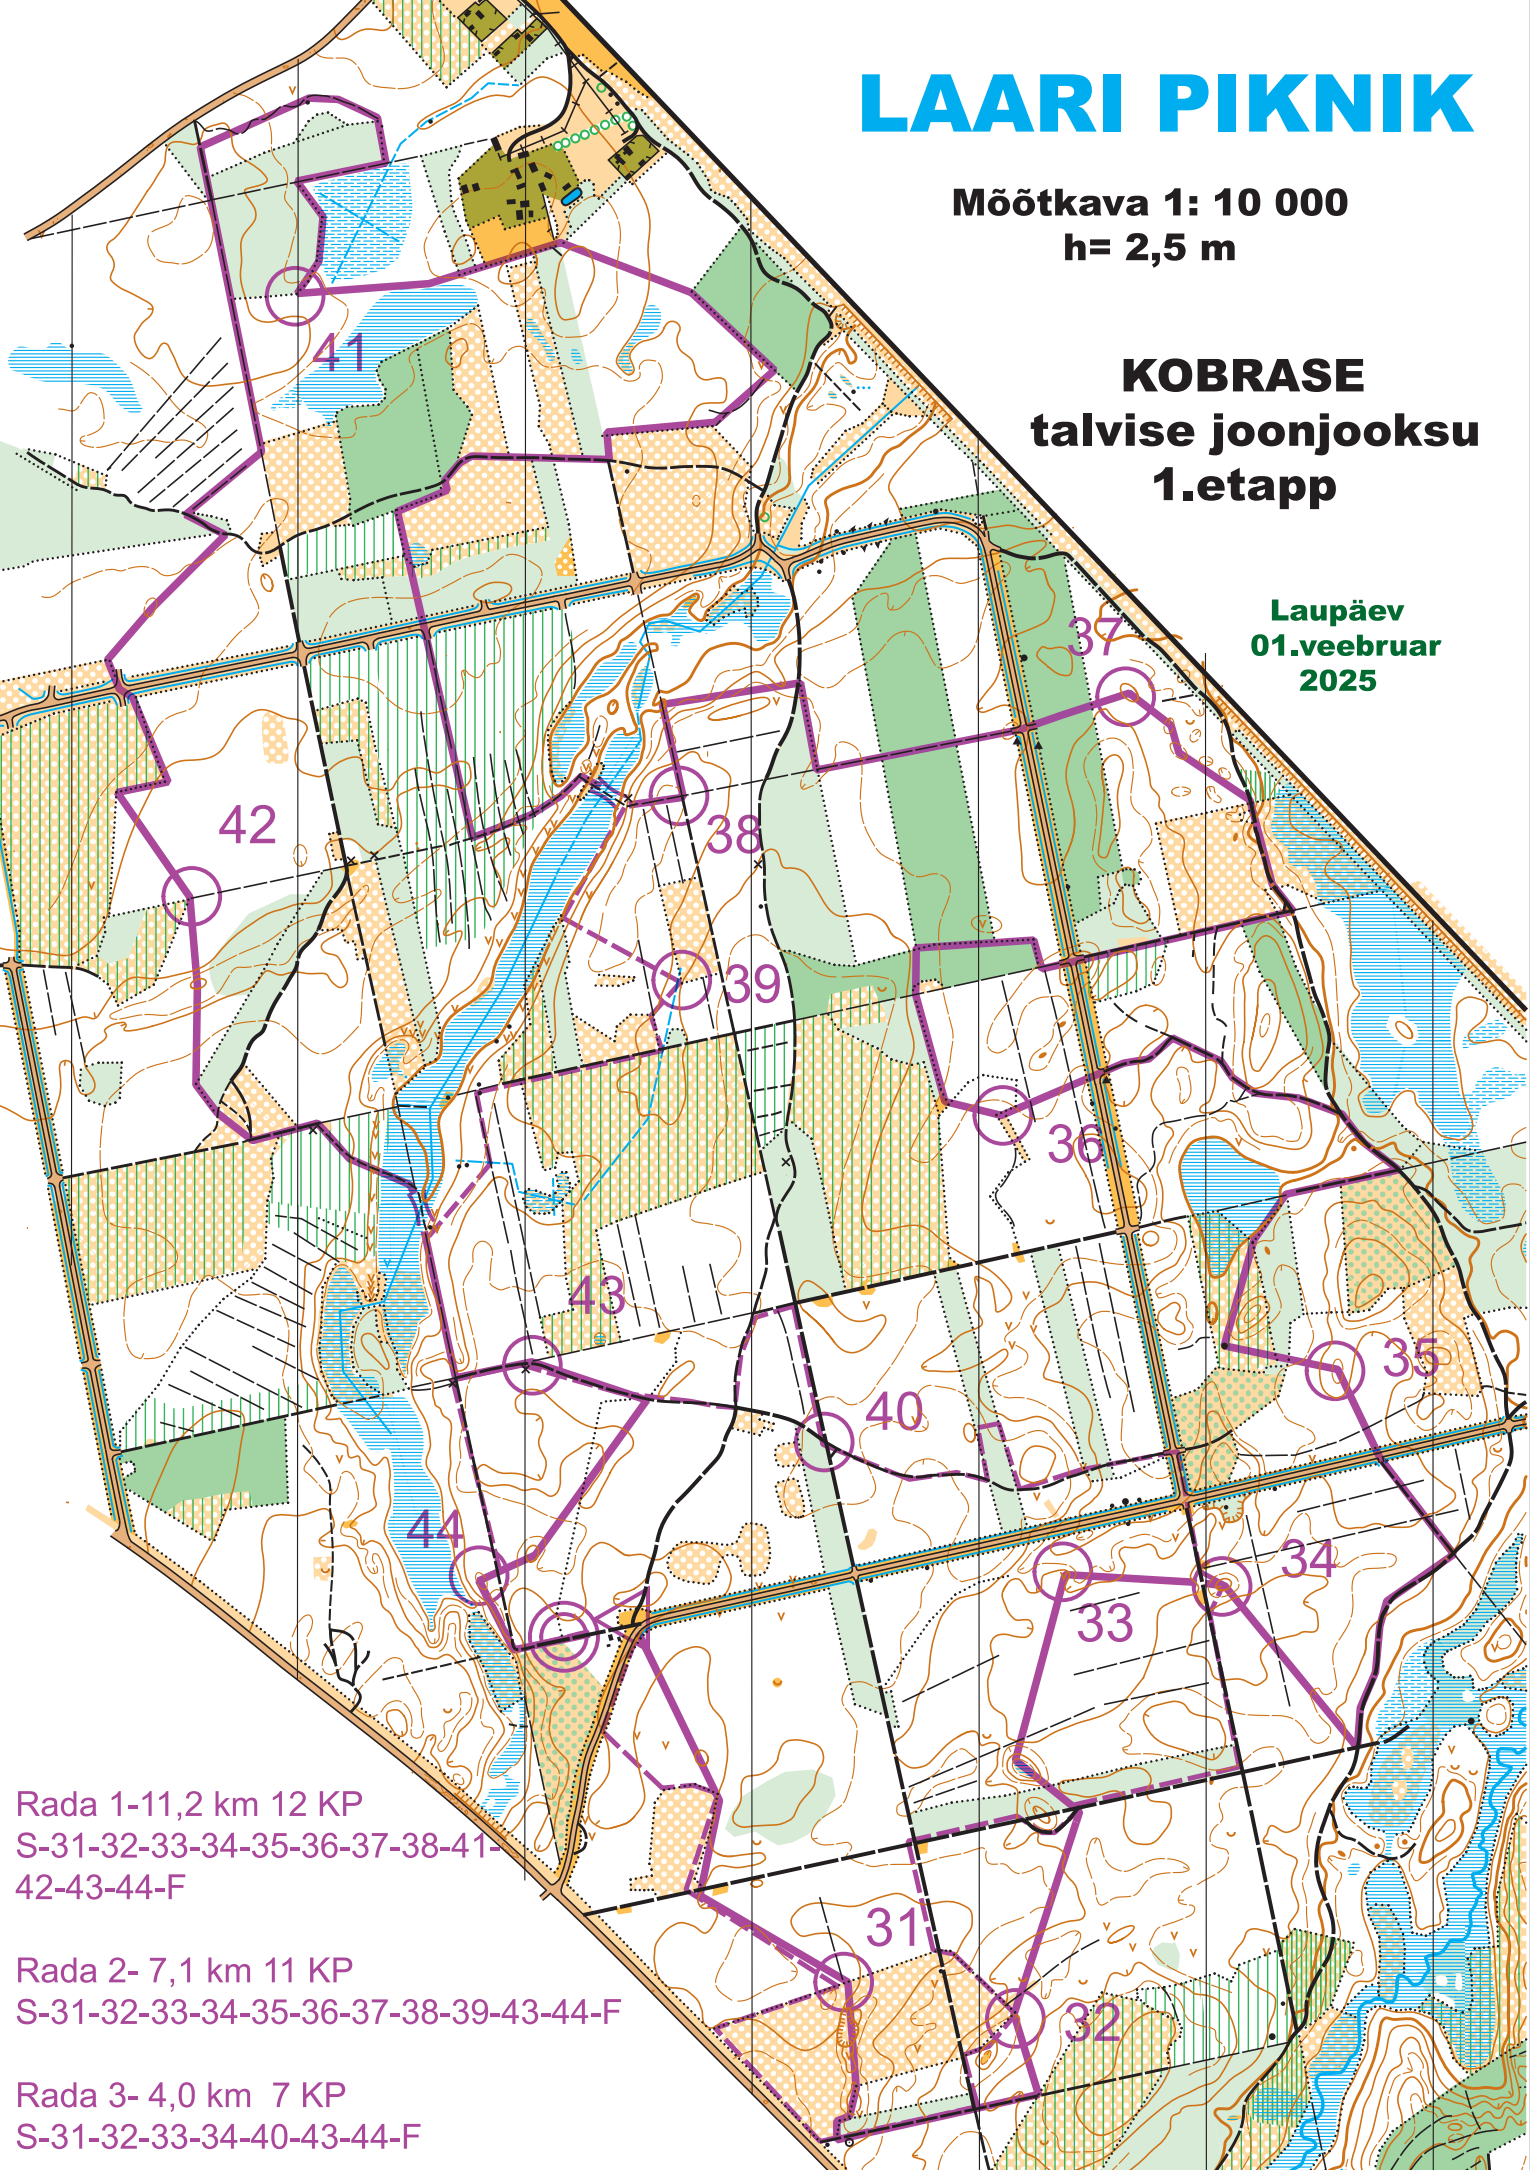 LAARI PIKNIK
Mõõtkava 1: 10 000
h= 2,5 m
KOBRASE
talvise joonjooksu
1.etapp
Laupäev
01.veebruar
2025
41
37
42
38
39
36
43
35
40
44
34
33
31
32
Rada 1-11,2 km 12 KP
S-31-32-33-34-35-36-37-38-41-
42-43-44-F
Rada 2- 7,1 km 11 KP
S-31-32-33-34-35-36-37-38-39-43-44-F
Rada 3- 4,0 km  7 KP
S-31-32-33-34-40-43-44-F